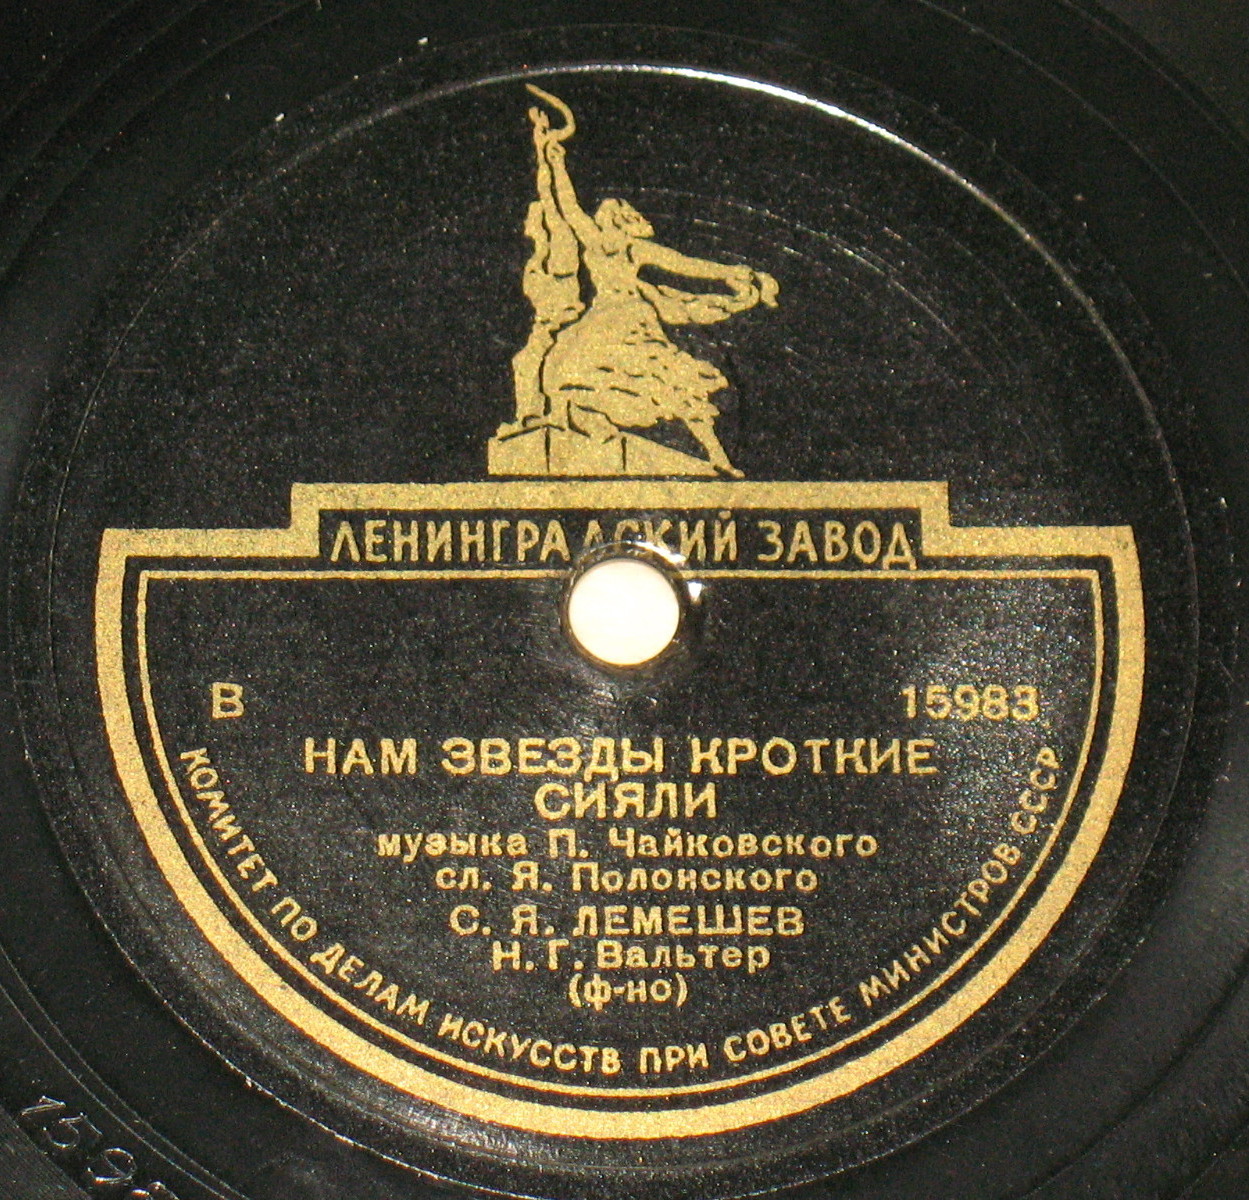 ЛЕНИНГРАДСКИЙ ЗАВОД
В 15983
НАМ ЗВЕЗДЫ КРОТКИЕ
СИЯЛИ
музыка П. Чайковского
сл. Я. Полонского
С. Я. ЛЕМЕШЕВ
Н. Г. Вальтер
(ф-но)
КОМИТЕТ ПО ДЕЛАМ ИСКУССТВ ПРИ СОВЕТЕ МИНИСТРОВ СССР